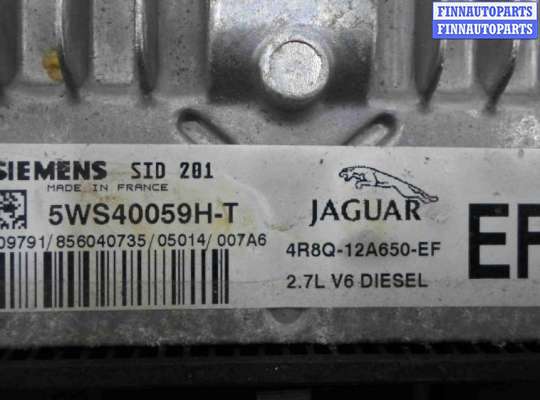 FINNAUTOPARTS
FINNAUTOPARTS
FINNAUTOPARTS
SIEMENS SID 201
MADE IN FRANCE
5WS40059H-T
09791/856040735/05014/007A6
JAGUAR
4R8Q-12A650-EF
2.7L V6 DIESEL